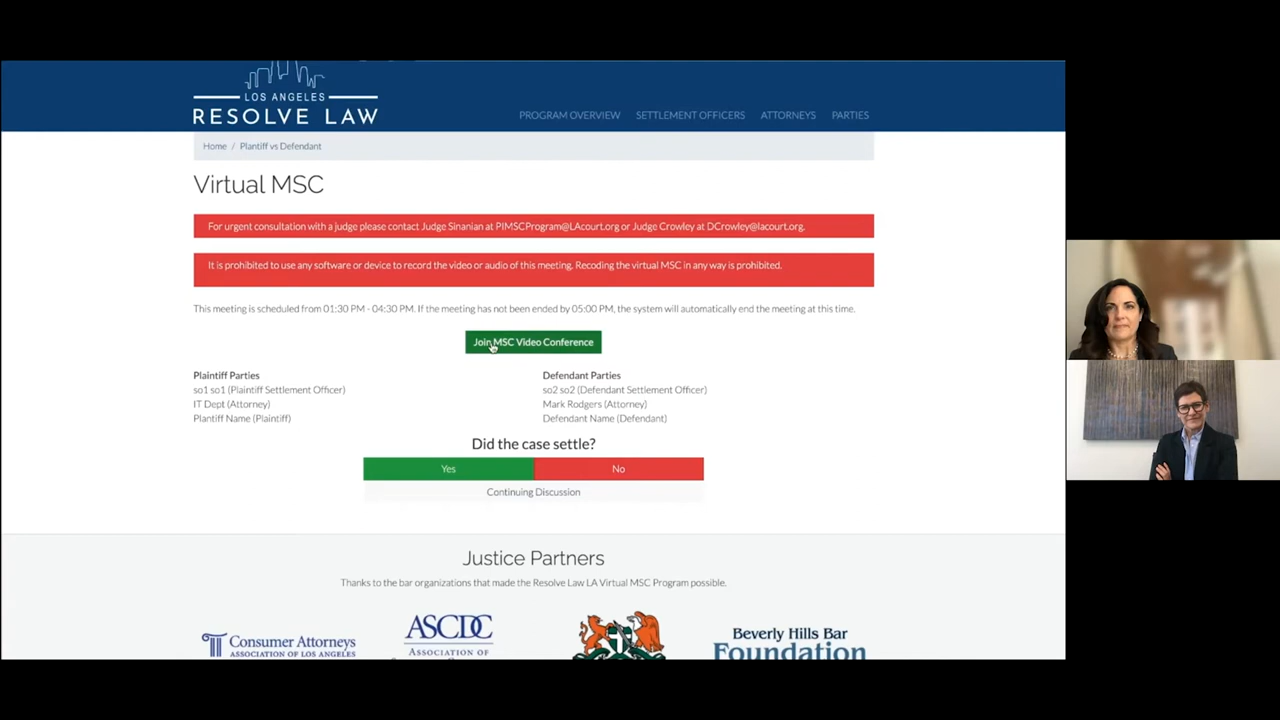 LOS ANGELES
RESOLVE LAW
PROGRAM OVERVIEW SETTLEMENT OFFICERS ATTORNEYS PARTIES
Home / Plantiff vs Defendant
Virtual MSC
For urgent consultation with a judge please contact Judge Sinanian at PIMSCProgram@LAcourt.org or Judge Crowley at DCrowley@lacourt.org.
It is prohibited to use any software or device to record the video or audio of this meeting. Recoding the virtual MSC in any way is prohibited.
This meeting is scheduled from 01:30 PM - 04:30 PM. If the meeting has not been ended by 05:00 PM, the system will automatically end the meeting at this time.
Join MSC Video Conference
Plaintiff Parties
so1 so1 (Plaintiff Settlement Officer)
IT Dept (Attorney)
Plantiff Name (Plaintiff)
Defendant Parties
so2 so2 (Defendant Settlement Officer)
Mark Rodgers (Attorney)
Defendant Name (Defendant)
Did the case settle?
Yes No
Continuing Discussion
Justice Partners
Thanks to the bar organizations that made the Resolve Law LA Virtual MSC Program possible.
Consumer Attorneys
ASSOCIATION OF LOS ANGELES
ASCDC
ASSOCIATION OF
Beverly Hills Bar
Foundation